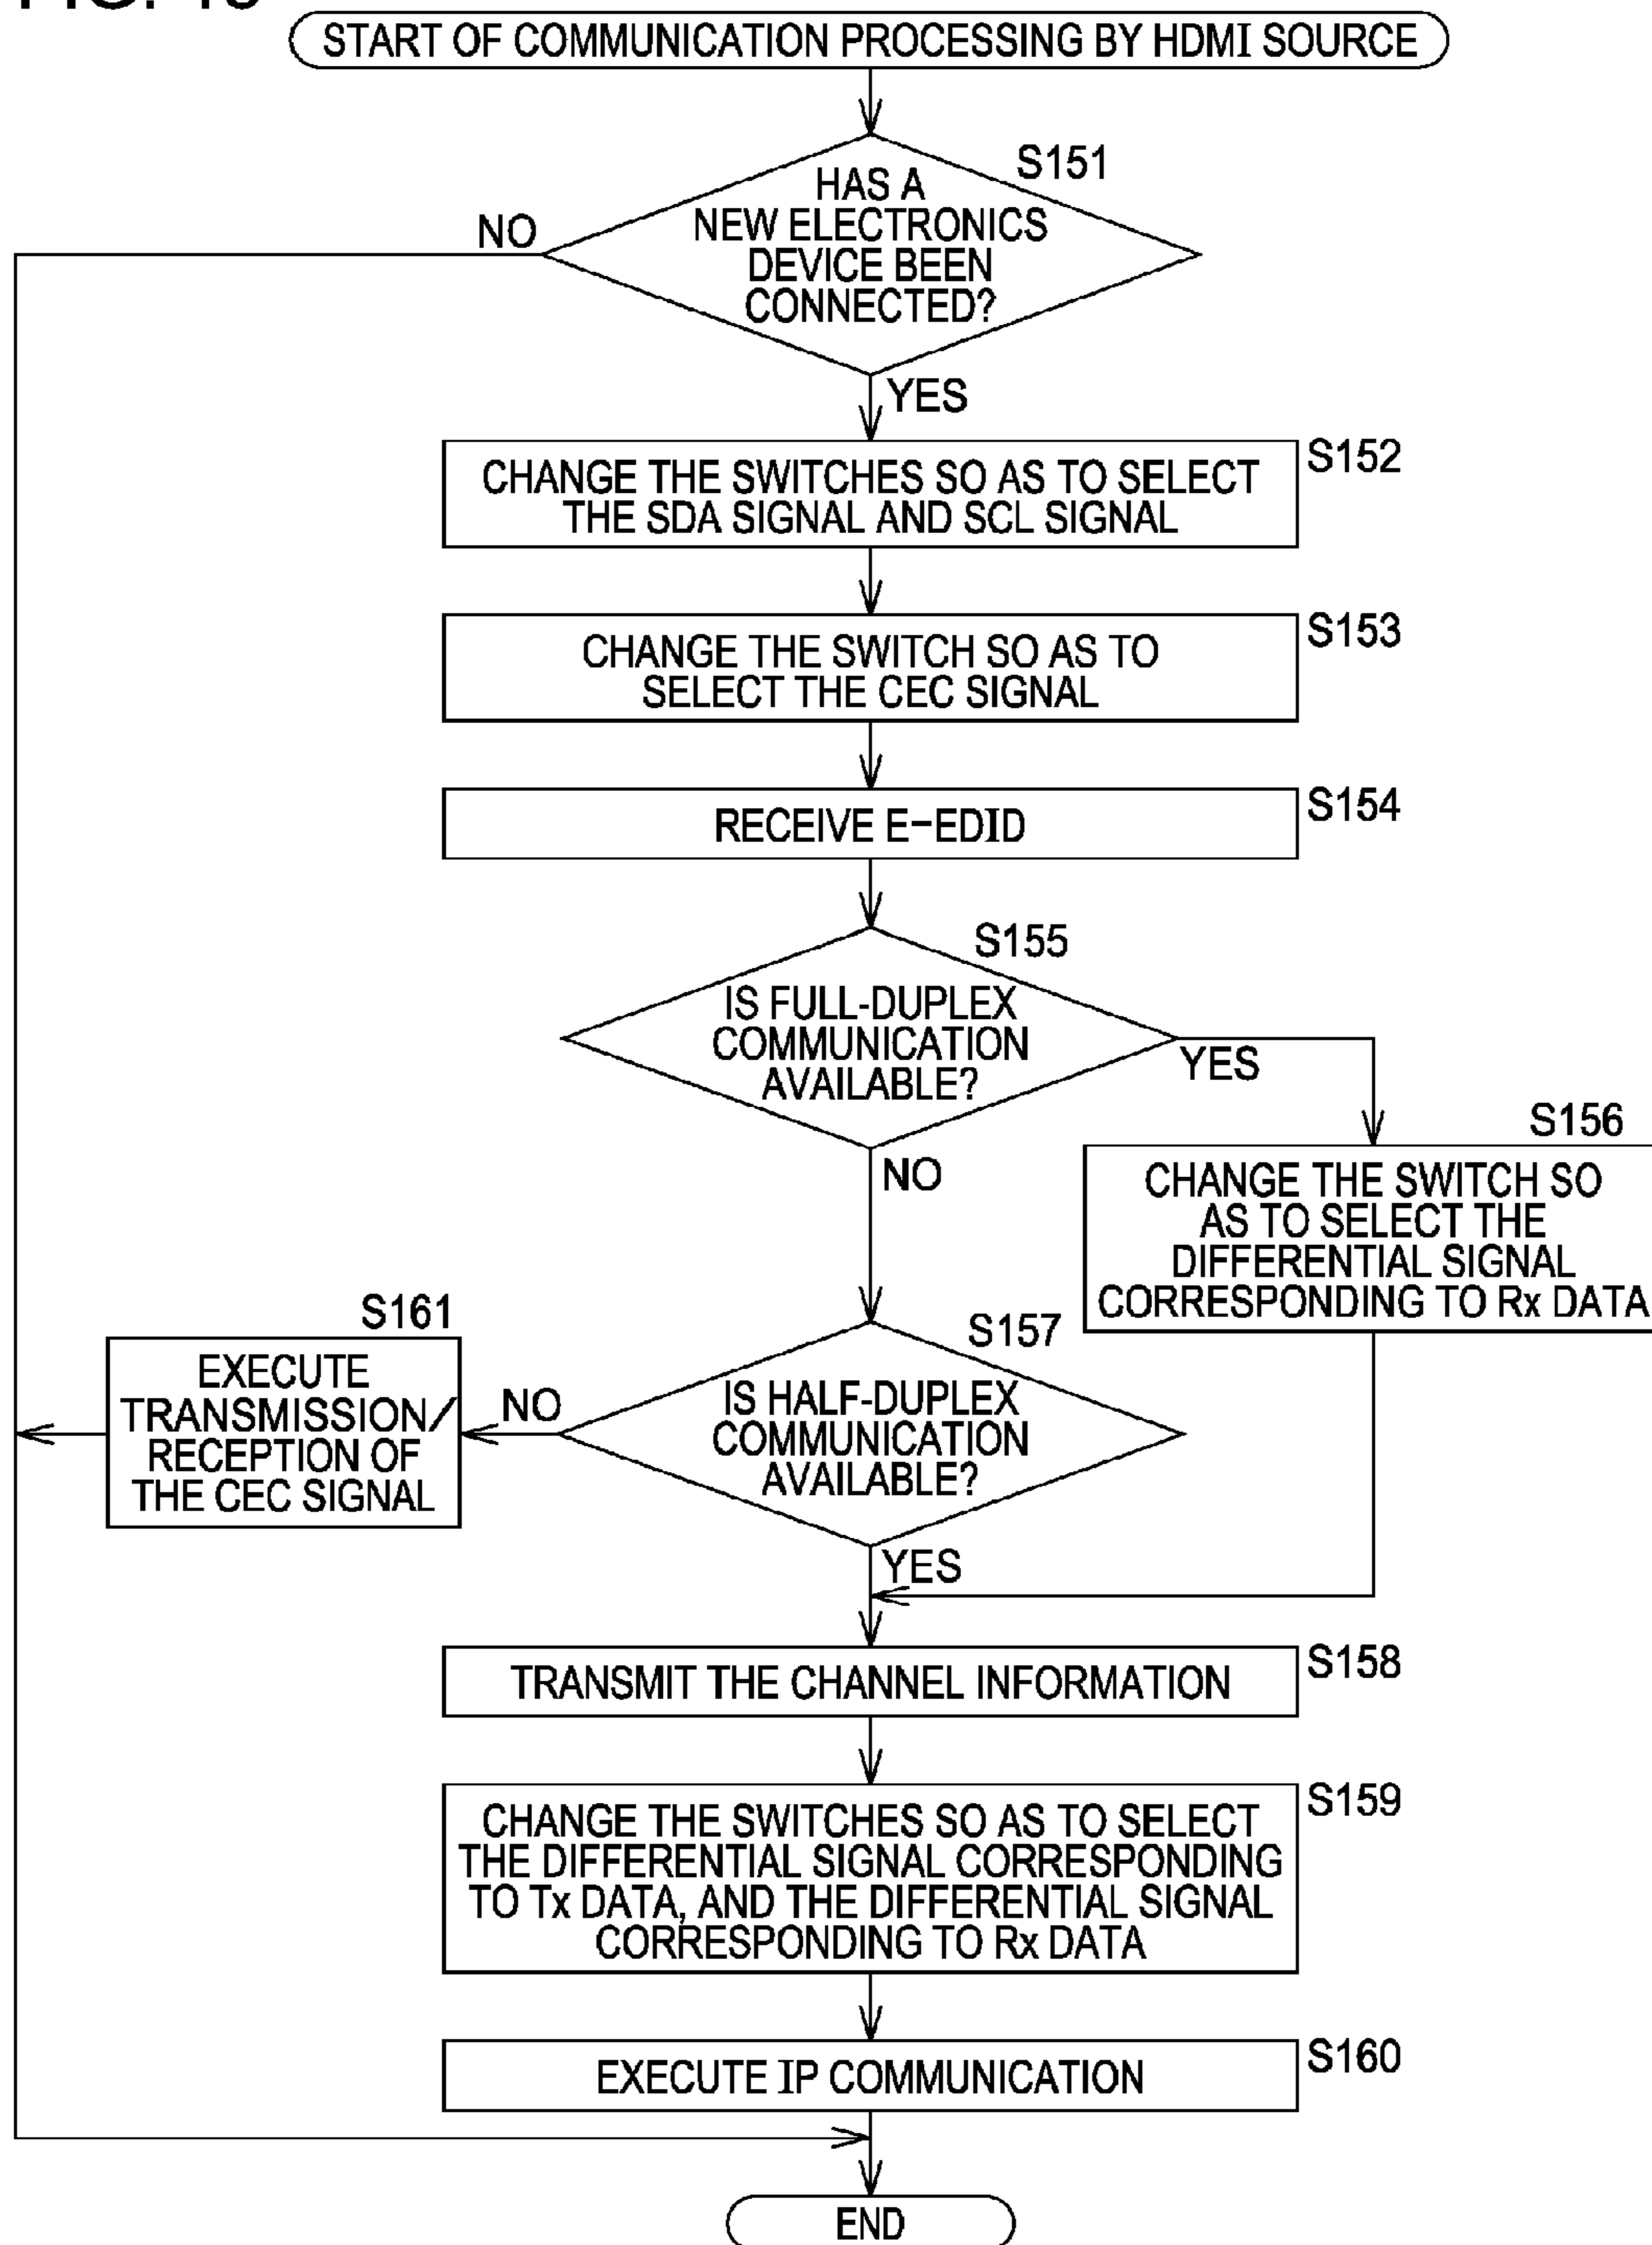 START OF COMMUNICATION PROCESSING BY HDMI SOURCE
S151
HAS A
NEW ELECTRONICS
DEVICE BEEN
CONNECTED?
NO
YES
S152
CHANGE THE SWITCHES SO AS TO SELECT
THE SDA SIGNAL AND SCL SIGNAL
S153
CHANGE THE SWITCH SO AS TO
SELECT THE CEC SIGNAL
S154
RECEIVE E-EDID
S155
IS FULL-DUPLEX
COMMUNICATION
AVAILABLE?
YES
NO
S156
CHANGE THE SWITCH SO
AS TO SELECT THE
DIFFERENTIAL SIGNAL
CORRESPONDING TO Rx DATA
S157
IS HALF-DUPLEX
COMMUNICATION
AVAILABLE?
NO
YES
S161
EXECUTE
TRANSMISSION/
RECEPTION OF
THE CEC SIGNAL
S158
TRANSMIT THE CHANNEL INFORMATION
S159
CHANGE THE SWITCHES SO AS TO SELECT
THE DIFFERENTIAL SIGNAL CORRESPONDING
TO Tx DATA, AND THE DIFFERENTIAL SIGNAL
CORRESPONDING TO Rx DATA
S160
EXECUTE IP COMMUNICATION
END